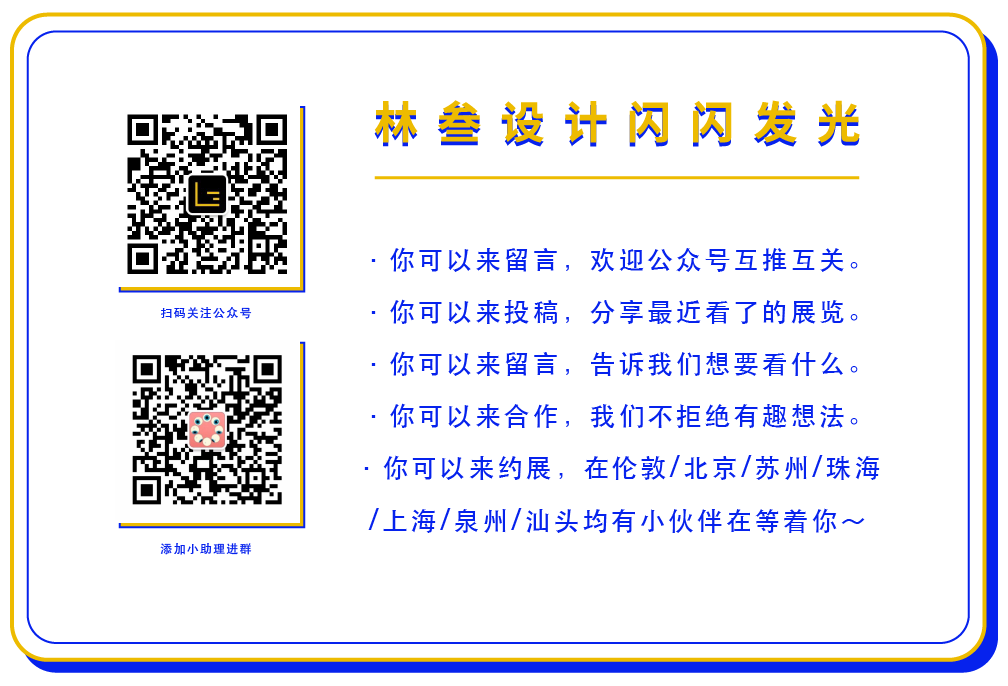 林叁设计闪闪发光
· 你可以来留言，欢迎公众号互推互关。
· 你可以来投稿，分享最近看了的展览。
· 你可以来留言，告诉我们想要看什么。
· 你可以来合作，我们不拒绝有趣想法。
· 你可以来约展，在伦敦/北京/苏州/珠海
/上海/泉州/汕头均有小伙伴在等着你～
扫码关注公众号
添加小助理进群